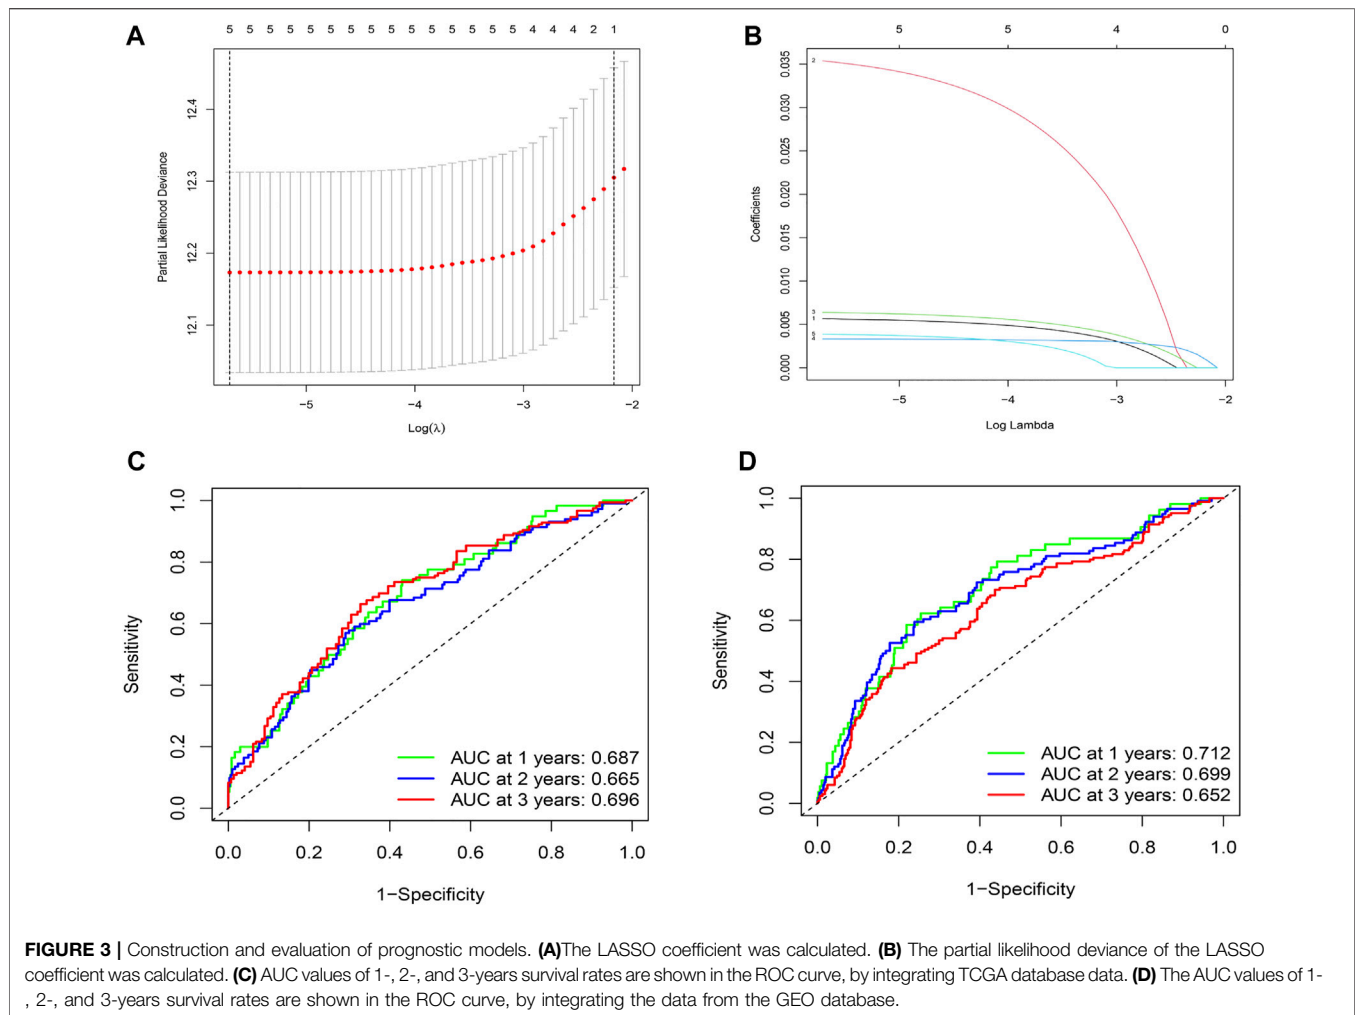 A
5 5 5 5 5 5 5 5 5 5 5 5 5 5 5 4 4 4 2 1
Partial Likelihood Deviance
12.4
12.3
12.2
12.1
−5 −4 −3 −2
Log(λ)
B
5 5 4 0
Coefficients
0.035
0.030
0.025
0.020
0.015
0.010
0.005
0.000
2
3
1
5
4
−5 −4 −3 −2
Log Lambda
C
Sensitivity
1.0
0.8
0.6
0.4
0.2
0.0
AUC at 1 years: 0.687
AUC at 2 years: 0.665
AUC at 3 years: 0.696
0.0 0.2 0.4 0.6 0.8 1.0
1−Specificity
D
Sensitivity
1.0
0.8
0.6
0.4
0.2
0.0
AUC at 1 years: 0.712
AUC at 2 years: 0.699
AUC at 3 years: 0.652
0.0 0.2 0.4 0.6 0.8 1.0
1−Specificity
FIGURE 3 | Construction and evaluation of prognostic models. (A)The LASSO coefficient was calculated. (B) The partial likelihood deviance of the LASSO
coefficient was calculated. (C) AUC values of 1-, 2-, and 3-years survival rates are shown in the ROC curve, by integrating TCGA database data. (D) The AUC values of 1-
, 2-, and 3-years survival rates are shown in the ROC curve, by integrating the data from the GEO database.